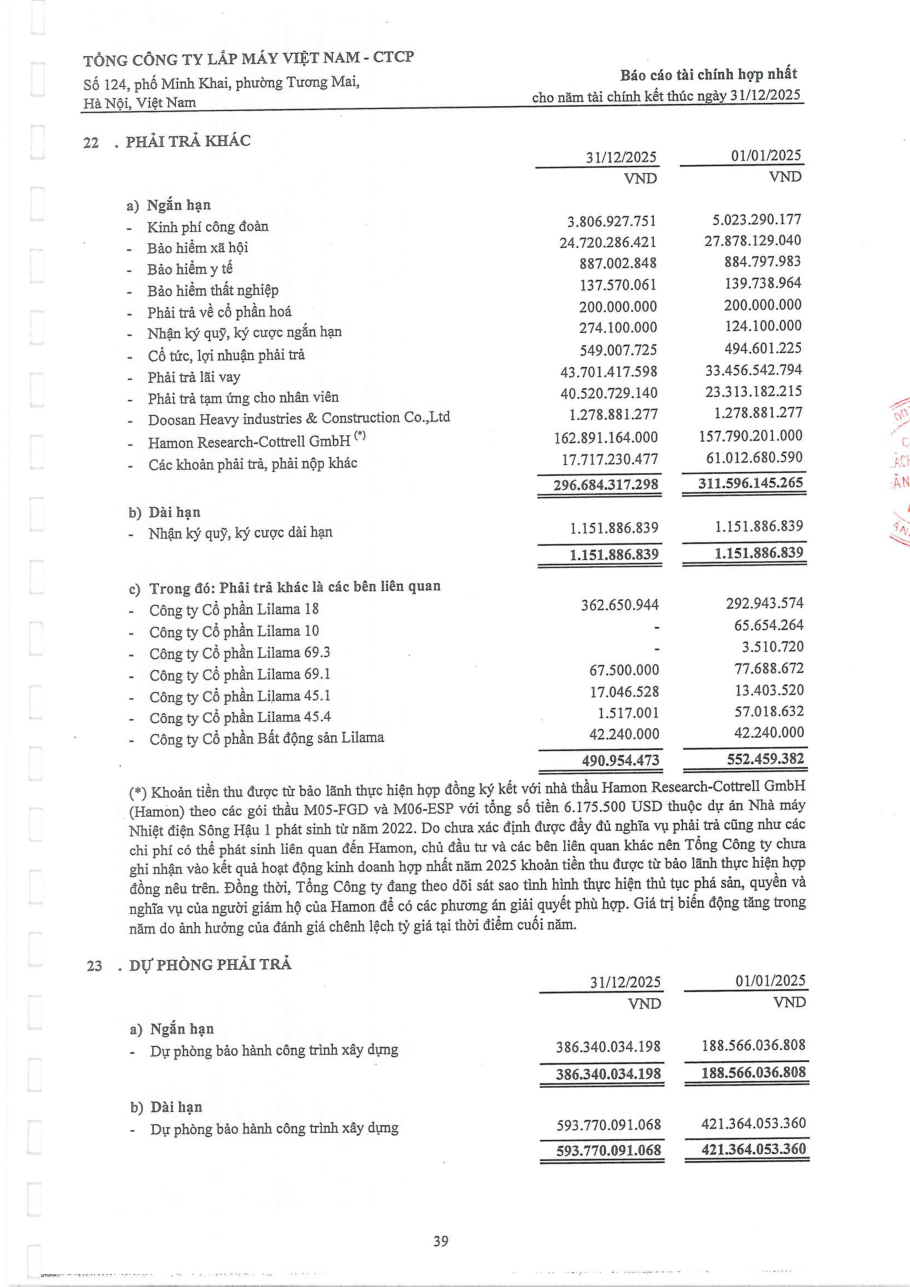 TỔNG CÔNG TY LẮP MÁY VIỆT NAM - CTCP
Số 124, phố Minh Khai, phường Tương Mai,
Hà Nội, Việt Nam
Báo cáo tài chính hợp nhất
cho năm tài chính kết thúc ngày 31/12/2025
22 . PHẢI TRẢ KHÁC
31/12/2025 01/01/2025
VND VND
a) Ngắn hạn
- Kinh phí công đoàn 3.806.927.751 5.023.290.177
- Bảo hiểm xã hội 24.720.286.421 27.878.129.040
- Bảo hiểm y tế 887.002.848 884.797.983
- Bảo hiểm thất nghiệp 137.570.061 139.738.964
- Phải trả về cổ phần hoá 200.000.000 200.000.000
- Nhận ký quỹ, ký cược ngắn hạn 274.100.000 124.100.000
- Cổ tức, lợi nhuận phải trả 549.007.725 494.601.225
- Phải trả lãi vay 43.701.417.598 33.456.542.794
- Phải trả tạm ứng cho nhân viên 40.520.729.140 23.313.182.215
- Doosan Heavy industries & Construction Co.,Ltd 1.278.881.277 1.278.881.277
- Hamon Research-Cottrell GmbH (*) 162.891.164.000 157.790.201.000
- Các khoản phải trả, phải nộp khác 17.717.230.477 61.012.680.590
296.684.317.298 311.596.145.265
b) Dài hạn
- Nhận ký quỹ, ký cược dài hạn 1.151.886.839 1.151.886.839
1.151.886.839 1.151.886.839
c) Trong đó: Phải trả khác là các bên liên quan
- Công ty Cổ phần Lilama 18 362.650.944 292.943.574
- Công ty Cổ phần Lilama 10 - 65.654.264
- Công ty Cổ phần Lilama 69.3 - 3.510.720
- Công ty Cổ phần Lilama 69.1 67.500.000 77.688.672
- Công ty Cổ phần Lilama 45.1 17.046.528 13.403.520
- Công ty Cổ phần Lilama 45.4 1.517.001 57.018.632
- Công ty Cổ phần Bất động sản Lilama 42.240.000 42.240.000
490.954.473 552.459.382
(*) Khoản tiền thu được từ bảo lãnh thực hiện hợp đồng ký kết với nhà thầu Hamon Research-Cottrell GmbH
(Hamon) theo các gói thầu M05-FGD và M06-ESP với tổng số tiền 6.175.500 USD thuộc dự án Nhà máy
Nhiệt điện Sông Hậu 1 phát sinh từ năm 2022. Do chưa xác định được đầy đủ nghĩa vụ phải trả cũng như các
chi phí có thể phát sinh liên quan đến Hamon, chủ đầu tư và các bên liên quan khác nên Tổng Công ty chưa
ghi nhận vào kết quả hoạt động kinh doanh hợp nhất năm 2025 khoản tiền thu được từ bảo lãnh thực hiện hợp
đồng nêu trên. Đồng thời, Tổng Công ty đang theo dõi sát sao tình hình thực hiện thủ tục phá sản, quyền và
nghĩa vụ của người giám hộ của Hamon để có các phương án giải quyết phù hợp. Giá trị biến động tăng trong
năm do ảnh hưởng của đánh giá chênh lệch tỷ giá tại thời điểm cuối năm.
23 . DỰ PHÒNG PHẢI TRẢ
31/12/2025 01/01/2025
VND VND
a) Ngắn hạn
- Dự phòng bảo hành công trình xây dựng 386.340.034.198 188.566.036.808
386.340.034.198 188.566.036.808
b) Dài hạn
- Dự phòng bảo hành công trình xây dựng 593.770.091.068 421.364.053.360
593.770.091.068 421.364.053.360
39